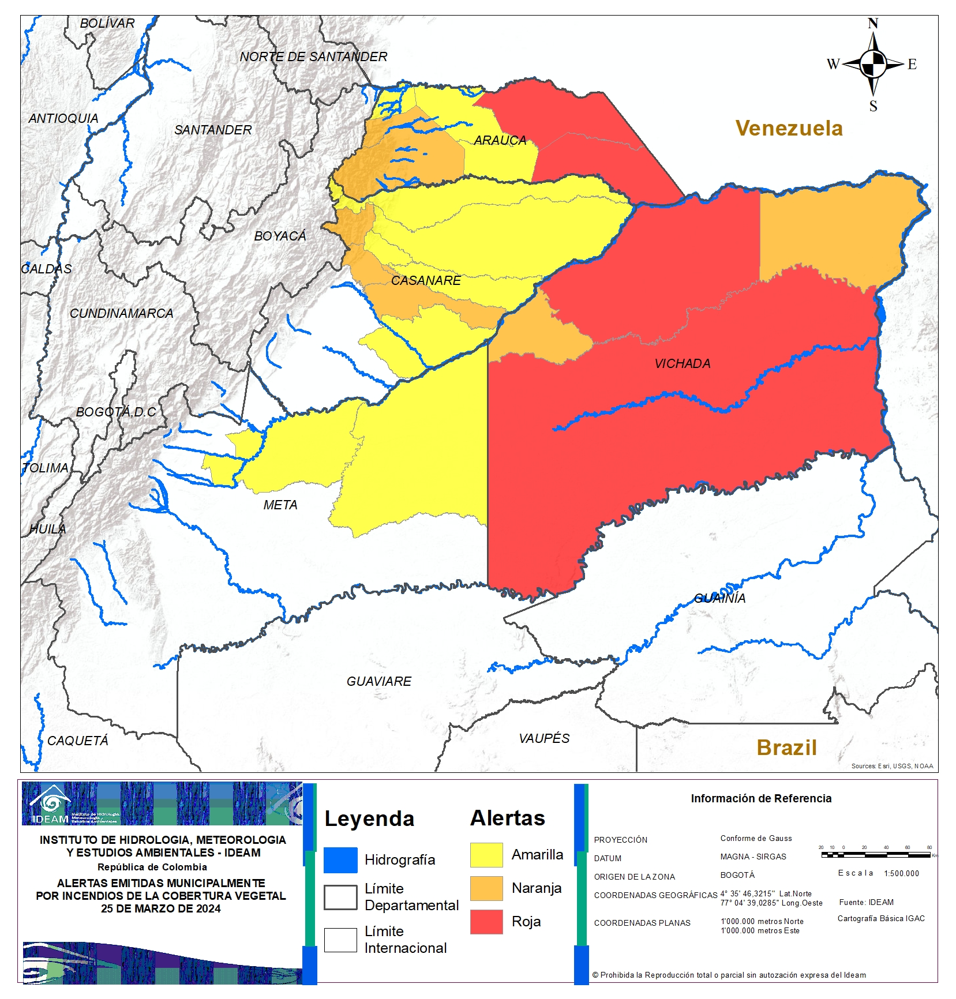 BOLÍVAR
NORTE DE SANTANDER
N
W
E
S
ANTIOQUIA
SANTANDER
Venezuela
ARAUCA
BOYACÁ
CALDAS
CASANARE
CUNDINAMARCA
VICHADA
BOGOTÁ,D.C
TOLIMA
META
HUILA
GUAINÍA
GUAVIARE
CAQUETÁ
VAUPÉS
Brazil
Sources: Esri, USGS, NOAA
IDEAM
Instituto de Hidrología,
Meteorología y
Estudios Ambientales
INSTITUTO DE HIDROLOGIA, METEOROLOGIA
Y ESTUDIOS AMBIENTALES - IDEAM
República de Colombia
ALERTAS EMITIDAS MUNICIPALMENTE
POR INCENDIOS DE LA COBERTURA VEGETAL
25 DE MARZO DE 2024
Leyenda
Hidrografía
Límite
Departamental
Límite
Internacional
Alertas
Amarilla
Naranja
Roja
Información de Referencia
PROYECCIÓN Conforme de Gauss
DATUM MAGNA - SIRGAS
ORIGEN DE LA ZONA BOGOTÁ
COORDENADAS GEOGRÁFICAS 4° 35' 46,3215'' Lat.Norte
77° 04' 39,0285" Long.Oeste
COORDENADAS PLANAS 1'000.000 metros Norte
1'000.000 metros Este
20 10 0 20 40 60 80
Km
Escala 1:500.000
Fuente: IDEAM
Cartografía Básica IGAC
© Prohibida la Reproducción total o parcial sin autozación expresa del Ideam